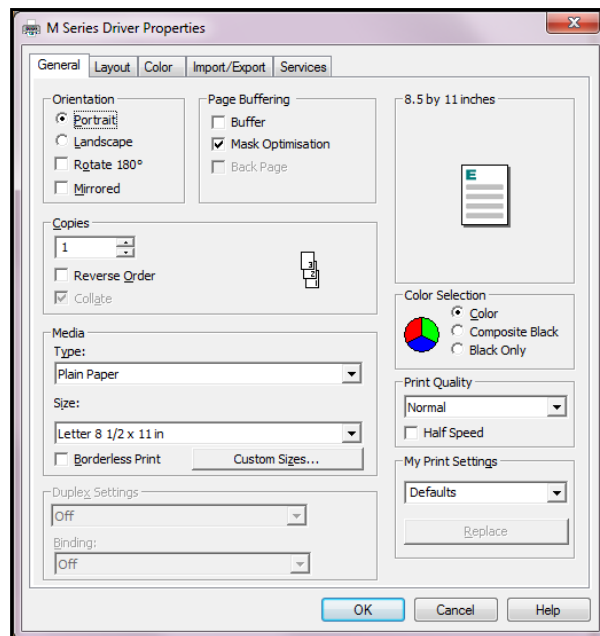 M Series Driver Properties
General Layout Color Import/Export Services
Orientation
Portrait
Landscape
Rotate 180°
Mirrored
Page Buffering
Buffer
Mask Optimisation
Back Page
8.5 by 11 inches
E
Copies
1
Reverse Order
Collate
3
2
1
Color Selection
Color
Composite Black
Black Only
Media
Type:
Plain Paper
Size:
Letter 8 1/2 x 11 in
Borderless Print Custom Sizes...
Print Quality
Normal
Half Speed
My Print Settings
Defaults
Replace
Duplex Settings
Off
Binding:
Off
OK Cancel Help